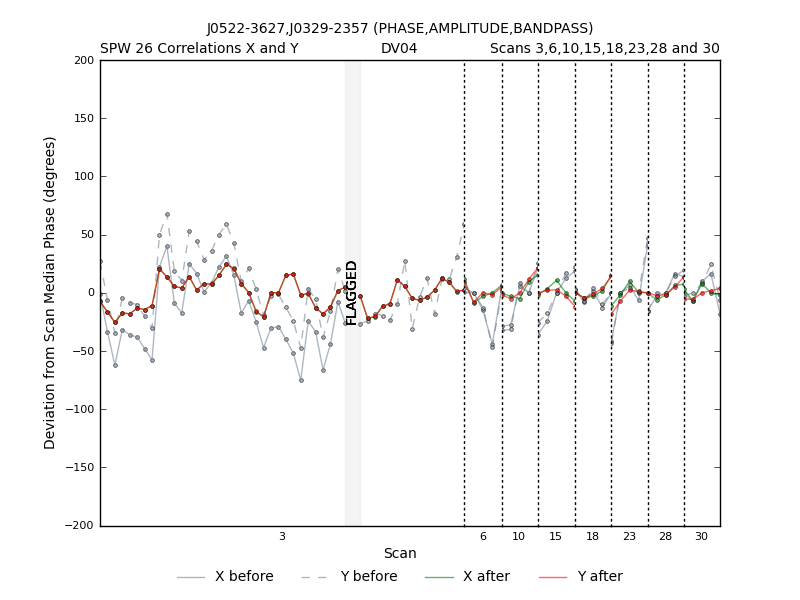 J0522-3627,J0329-2357 (PHASE,AMPLITUDE,BANDPASS)
SPW 26 Correlations X and Y DV04 Scans 3,6,10,15,18,23,28 and 30
200
150
100
50
0
−50
−100
−150
−200
Deviation from Scan Median Phase (degrees)
FLAGGED
3 6 10 15 18 23 28 30
Scan
X before Y before X after Y after